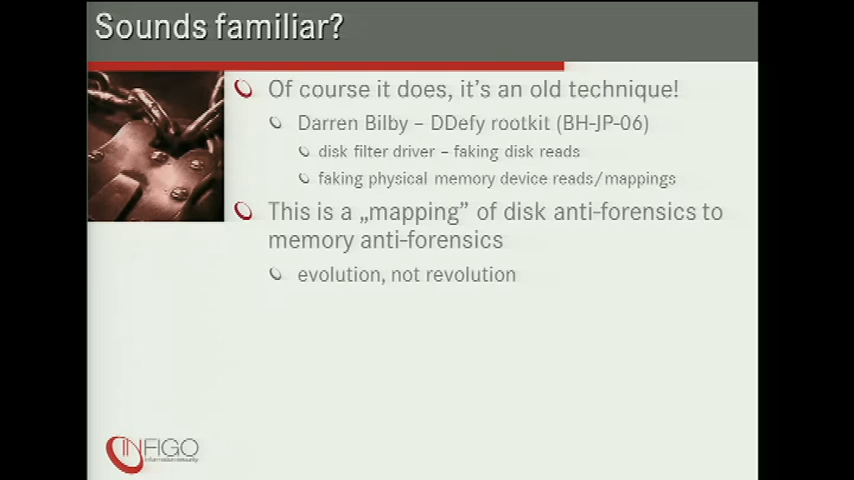 Sounds familiar?
Of course it does, it's an old technique!
Darren Bilby – DDefy rootkit (BH-JP-06)
disk filter driver – faking disk reads
faking physical memory device reads/mappings
This is a „mapping” of disk anti-forensics to
memory anti-forensics
evolution, not revolution
INFIGO
information security